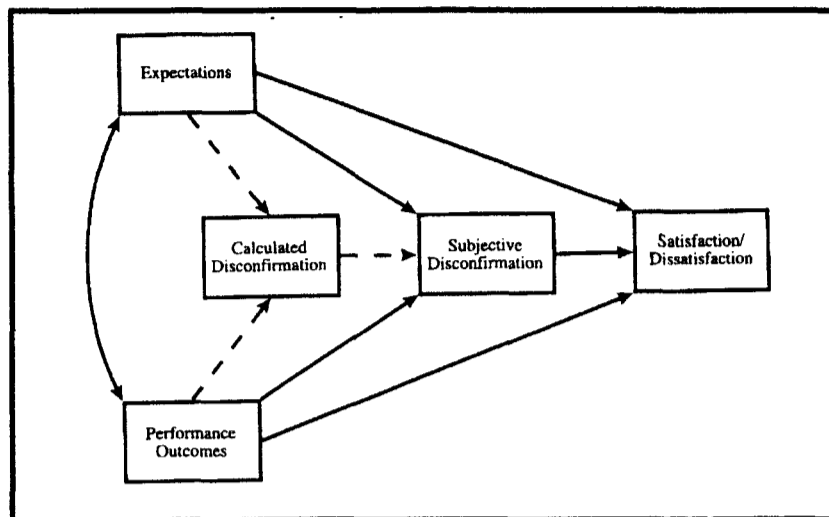 Expectations
Calculated
Disconfirmation
Subjective
Disconfirmation
Satisfaction/
Dissatisfaction
Performance
Outcomes